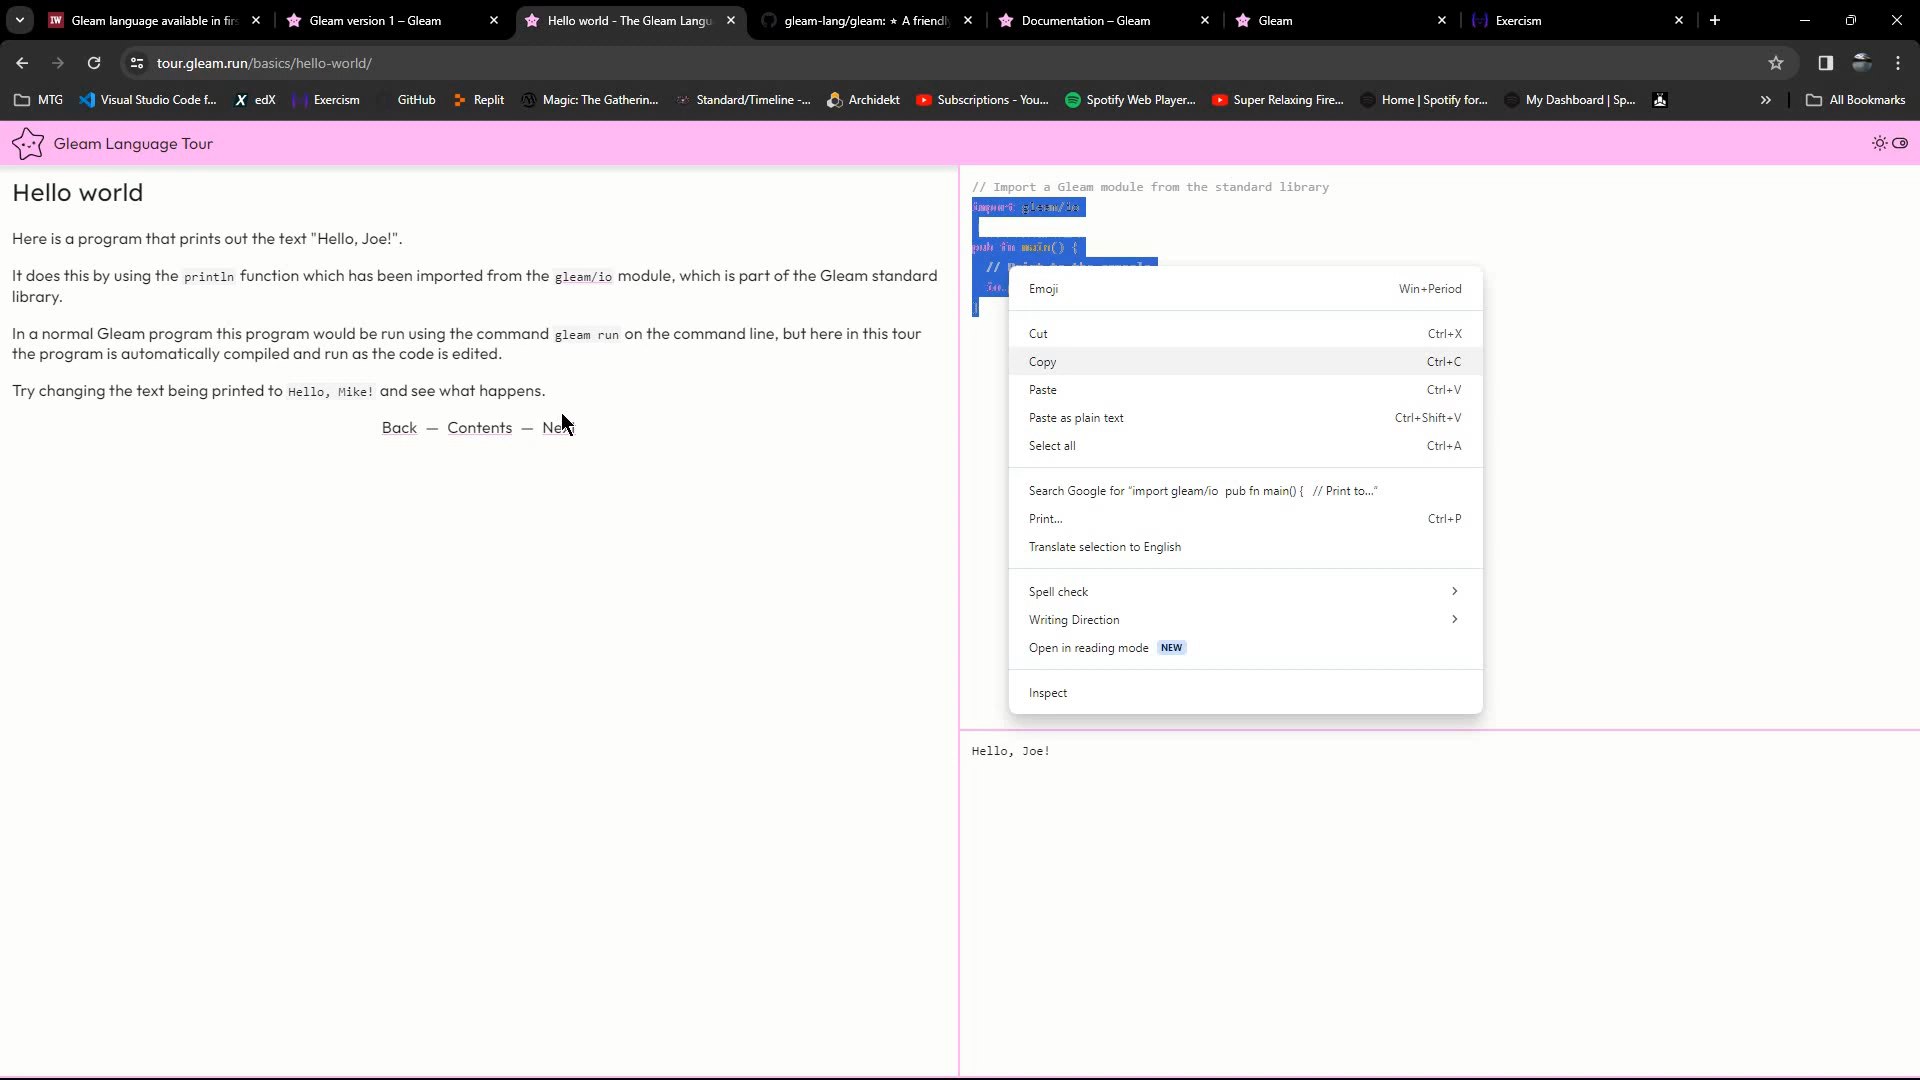 Gleam language available in fir
Gleam version 1 – Gleam
Hello world - The Gleam Langu
gleam-lang/gleam: ⭑ A friendl
Documentation – Gleam
Gleam
Exercism
tour.gleam.run/basics/hello-world/
MTG
Visual Studio Code f...
edX
Exercism
GitHub
Replit
Magic: The Gatherin...
Standard/Timeline -...
Archidekt
Subscriptions - You...
Spotify Web Player...
Super Relaxing Fire...
Home | Spotify for...
My Dashboard | Sp...
All Bookmarks
Gleam Language Tour
Hello world
Here is a program that prints out the text "Hello, Joe!".
It does this by using the println function which has been imported from the gleam/io module, which is part of the Gleam standard
library.
In a normal Gleam program this program would be run using the command gleam run on the command line, but here in this tour
the program is automatically compiled and run as the code is edited.
Try changing the text being printed to Hello, Mike! and see what happens.
Back — Contents — Next
// Import a Gleam module from the standard library
import gleam/io
pub fn main() {
//
io.
}
Emoji Win+Period
Cut Ctrl+X
Copy Ctrl+C
Paste Ctrl+V
Paste as plain text Ctrl+Shift+V
Select all Ctrl+A
Search Google for “import gleam/io pub fn main() { // Print to...”
Print... Ctrl+P
Translate selection to English
Spell check
Writing Direction
Open in reading mode NEW
Inspect
Hello, Joe!